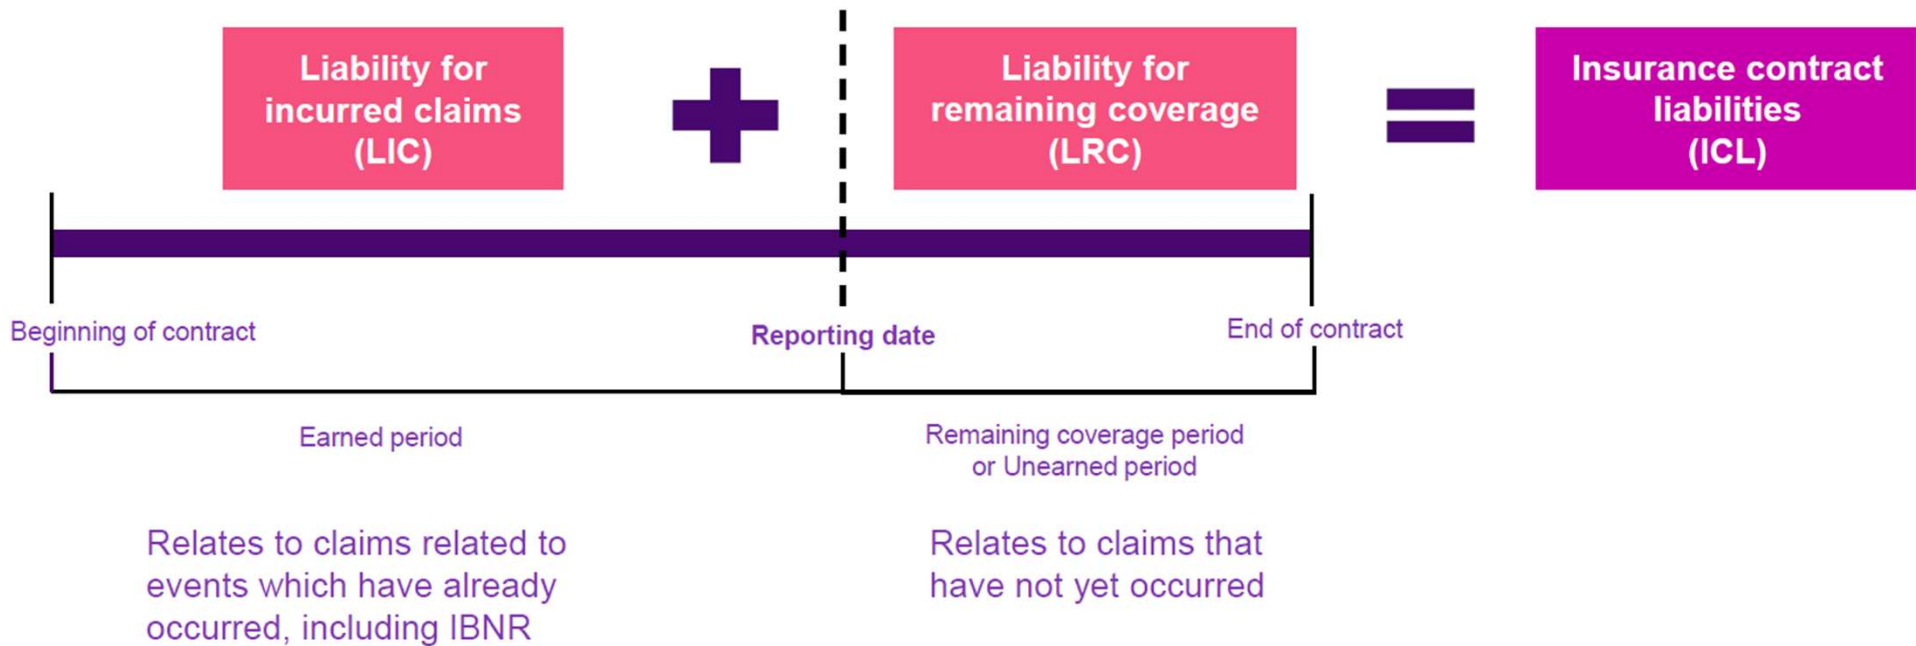 Liability for
incurred claims
(LIC)
Liability for
remaining coverage
(LRC)
Insurance contract
liabilities
(ICL)
Beginning of contract
Reporting date
End of contract
Earned period
Remaining coverage period
or Unearned period
Relates to claims related to
events which have already
occurred, including IBNR
Relates to claims that
have not yet occurred